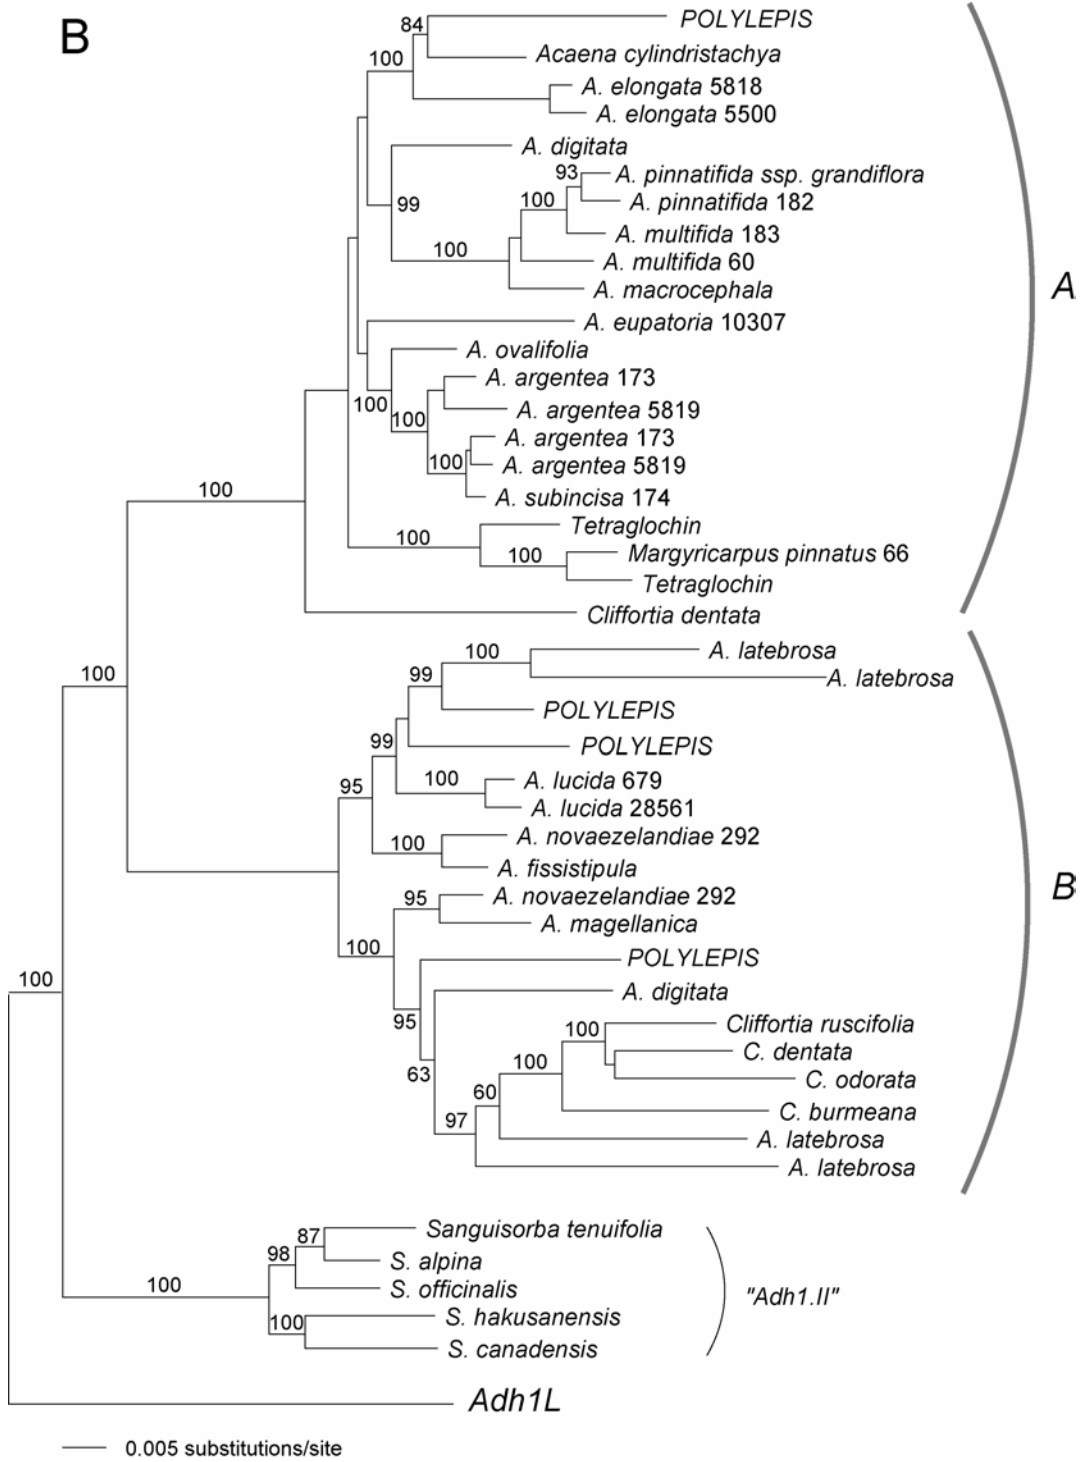 B
POLYLEPIS
84
Acaena cylindristachya
100
A. elongata 5818
A. elongata 5500
A. digitata
93
A. pinnatifida ssp. grandiflora
100
A. pinnatifida 182
99
A. multifida 183
100
A. multifida 60
A. macrocephala
A
A. eupatoria 10307
A. ovalifolia
A. argentea 173
100
A. argentea 5819
100
A. argentea 173
100
A. argentea 5819
100
A. subincisa 174
Tetraglochin
100
Margyricarpus pinnatus 66
100
Tetraglochin
Cliffortia dentata
100
A. latebrosa
100
99
A. latebrosa
POLYLEPIS
99
POLYLEPIS
95
100
A. lucida 679
A. lucida 28561
A. novaezelandiae 292
100
A. fissistipula
B
95
A. novaezelandiae 292
A. magellanica
100
POLYLEPIS
100
A. digitata
95
100
Cliffortia ruscifolia
C. dentata
63
100
C. odorata
60
C. burmeana
97
A. latebrosa
A. latebrosa
87
Sanguisorba tenuifolia
98
S. alpina
100
S. officinalis
"Adh1.II"
100
S. hakusanensis
S. canadensis
Adh1L
0.005 substitutions/site